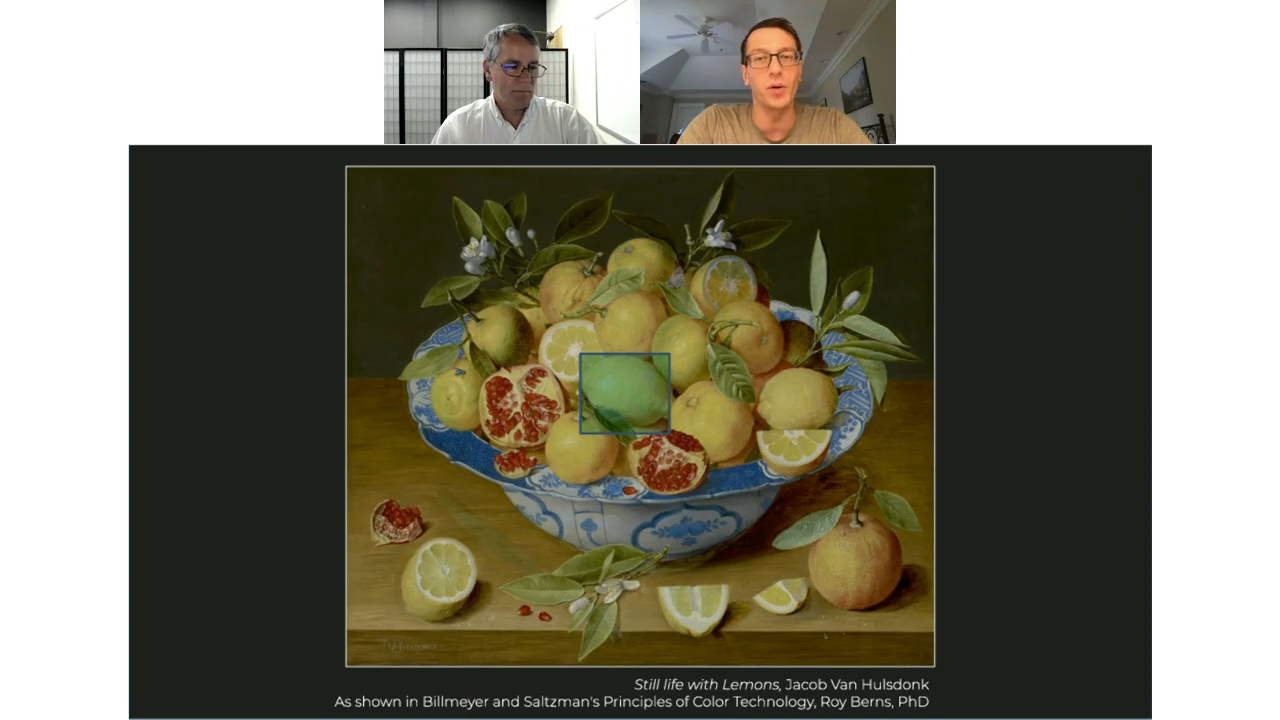 Still life with Lemons, Jacob Van Hulsdonk
As shown in Billmeyer and Saltzman's Principles of Color Technology, Roy Berns, PhD